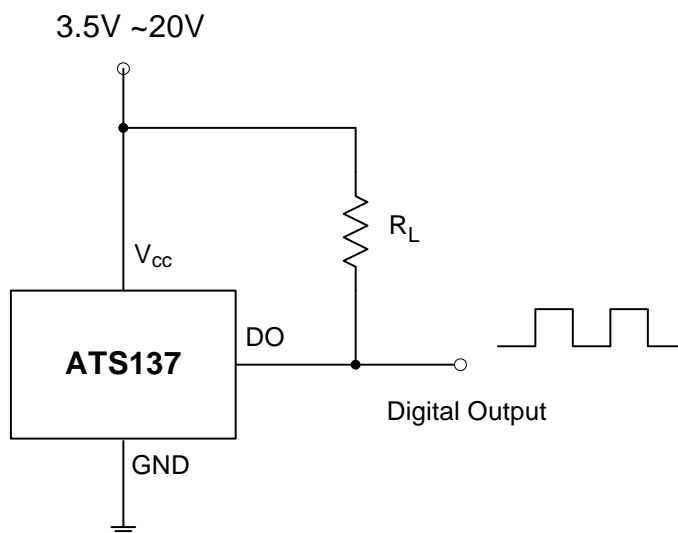 3.5V ~20V
RL
Vcc
DO
ATS137
Digital Output
GND